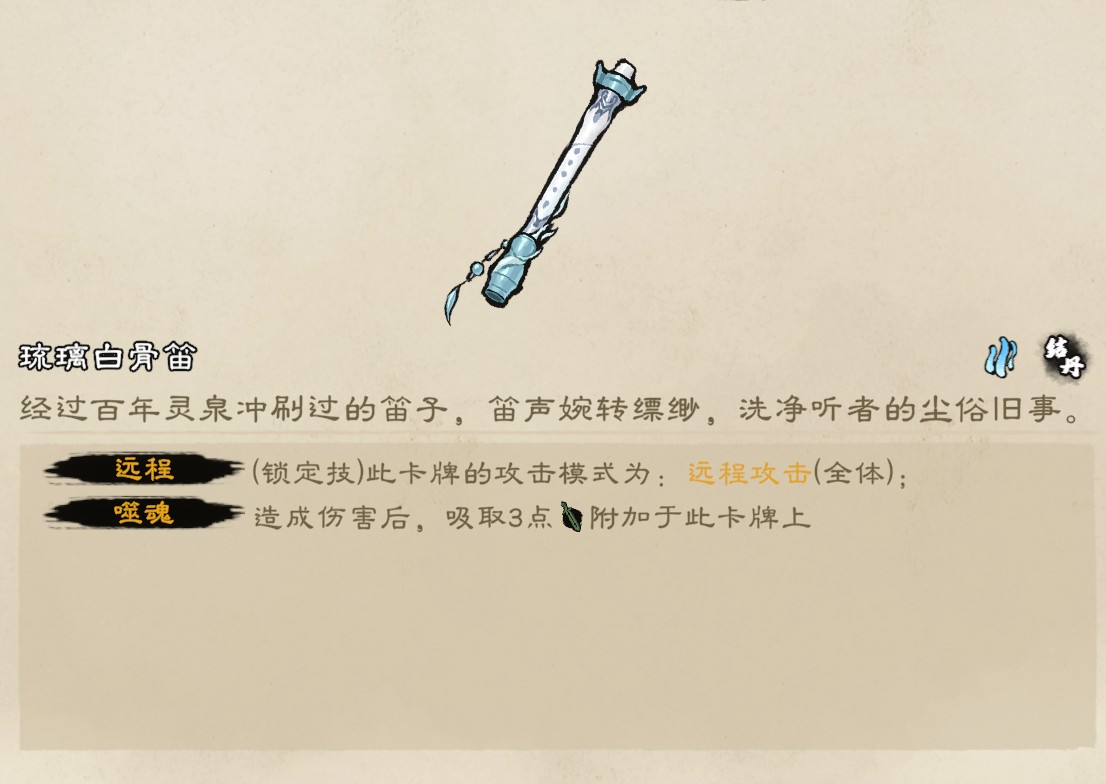 琉璃白骨笛
结丹
经过百年灵泉冲刷过的笛子，笛声婉转缥缈，洗净听者的尘俗旧事。
远程 (锁定技)此卡牌的攻击模式为：远程攻击(全体)；
噬魂 造成伤害后，吸取3点附加于此卡牌上